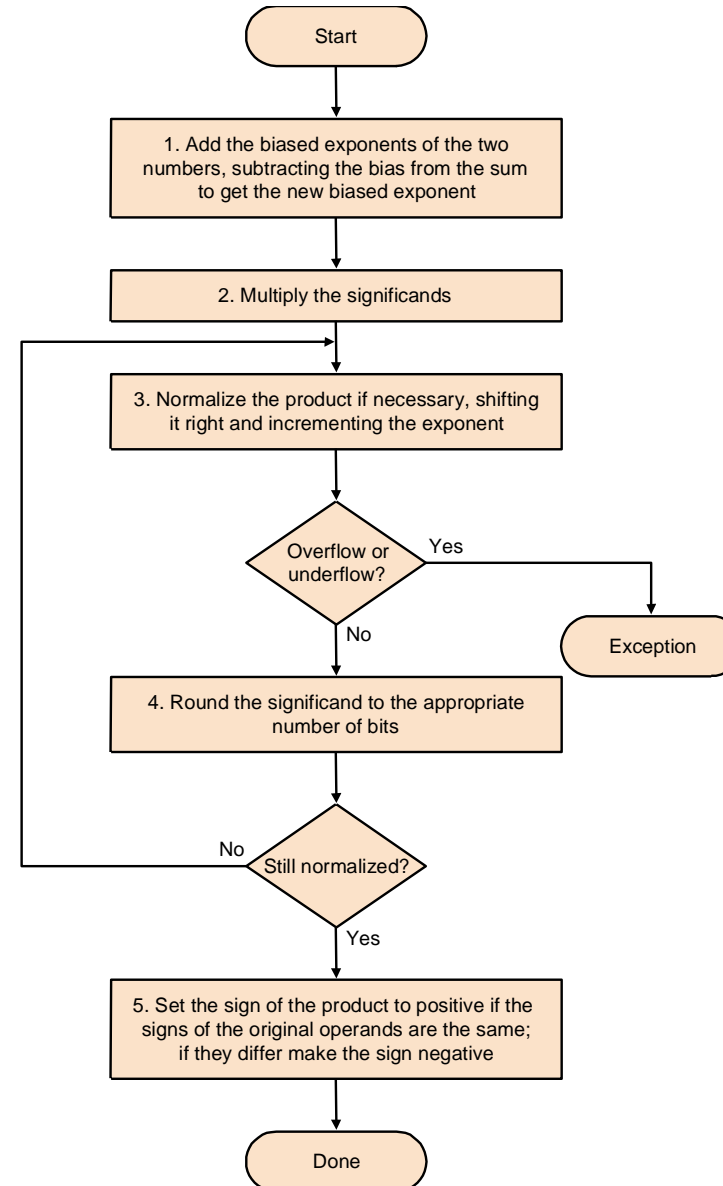 Start
1. Add the biased exponents of the two
numbers, subtracting the bias from the sum
to get the new biased exponent
2. Multiply the significands
3. Normalize the product if necessary, shifting
it right and incrementing the exponent
Overflow or
underflow?
Yes
No
Exception
4. Round the significand to the appropriate
number of bits
No
Still normalized?
Yes
5. Set the sign of the product to positive if the
signs of the original operands are the same;
if they differ make the sign negative
Done